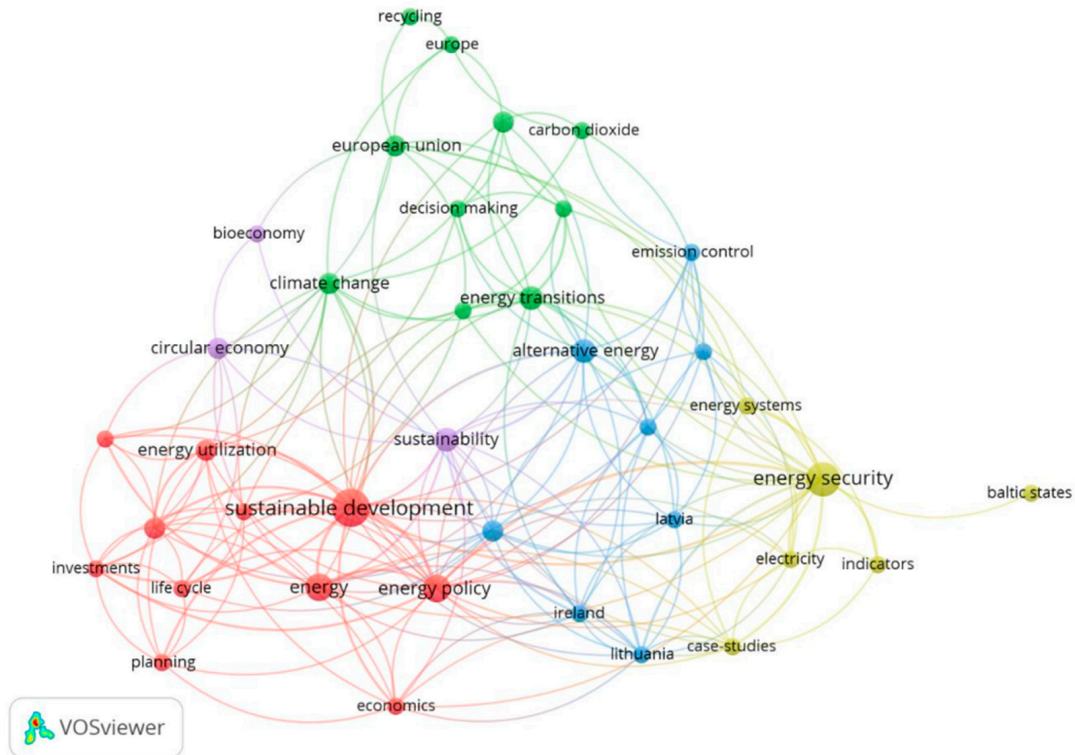 recycling
europe
carbon dioxide
european union
decision making
bioeconomy
emission control
climate change
energy transitions
circular economy
alternative energy
energy systems
sustainability
energy utilization
energy security
baltic states
sustainable development
latvia
electricity
indicators
investments
life cycle
energy
energy policy
ireland
case-studies
lithuania
planning
economics
VOSviewer